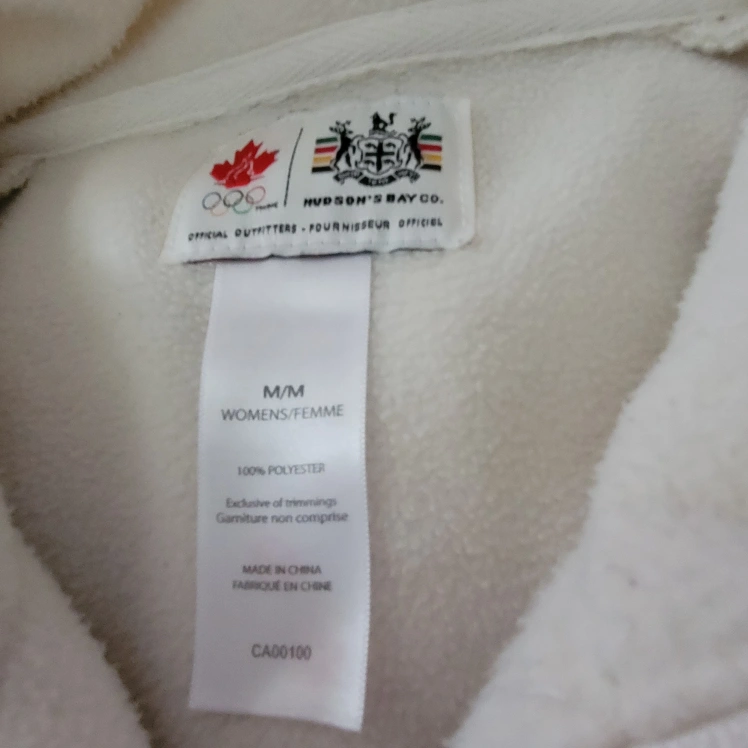 HUDSON'S BAY CO.
OFFICIAL OUTFITTERS - FOURNISSEUR OFFICIEL
M/M
WOMENS/FEMME
100% POLYESTER
Exclusive of trimmings
Garniture non comprise
MADE IN CHINA
FABRIQUÉ EN CHINE
CA00100